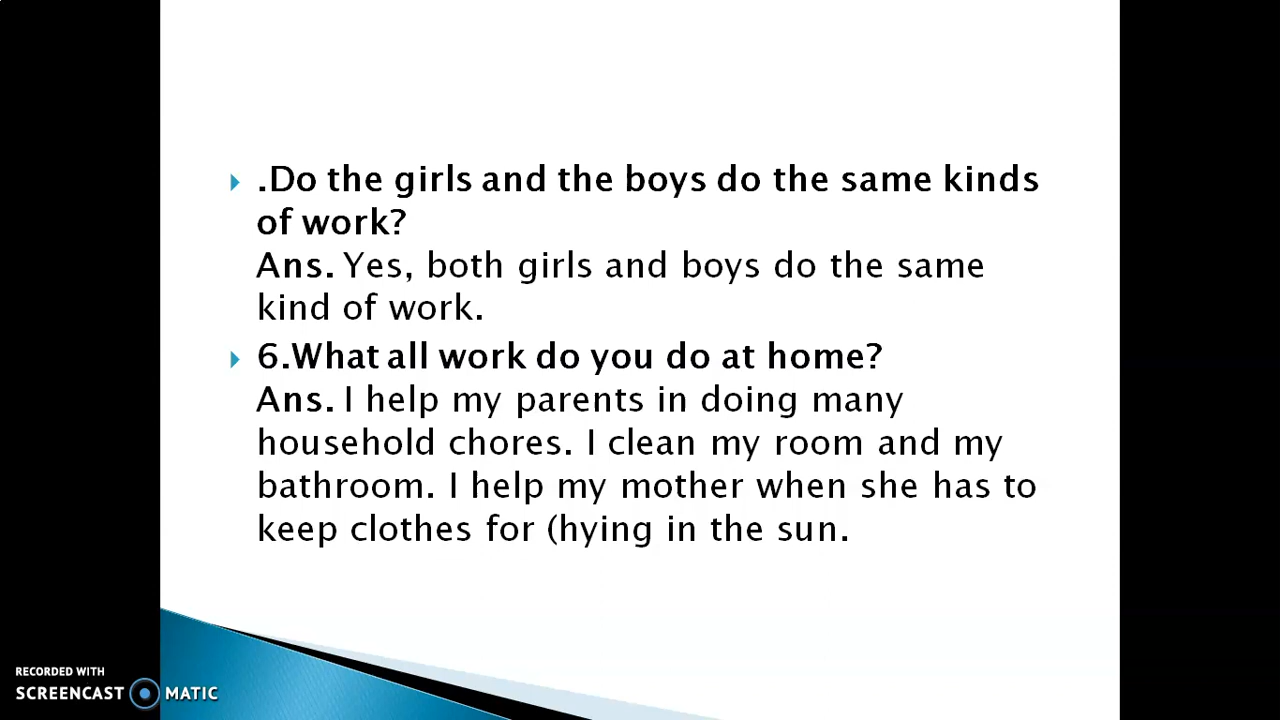 .Do the girls and the boys do the same kinds
of work?
Ans. Yes, both girls and boys do the same
kind of work.
6.What all work do you do at home?
Ans. I help my parents in doing many
household chores. I clean my room and my
bathroom. I help my mother when she has to
keep clothes for (hying in the sun.
RECORDED WITH
SCREENCAST MATIC